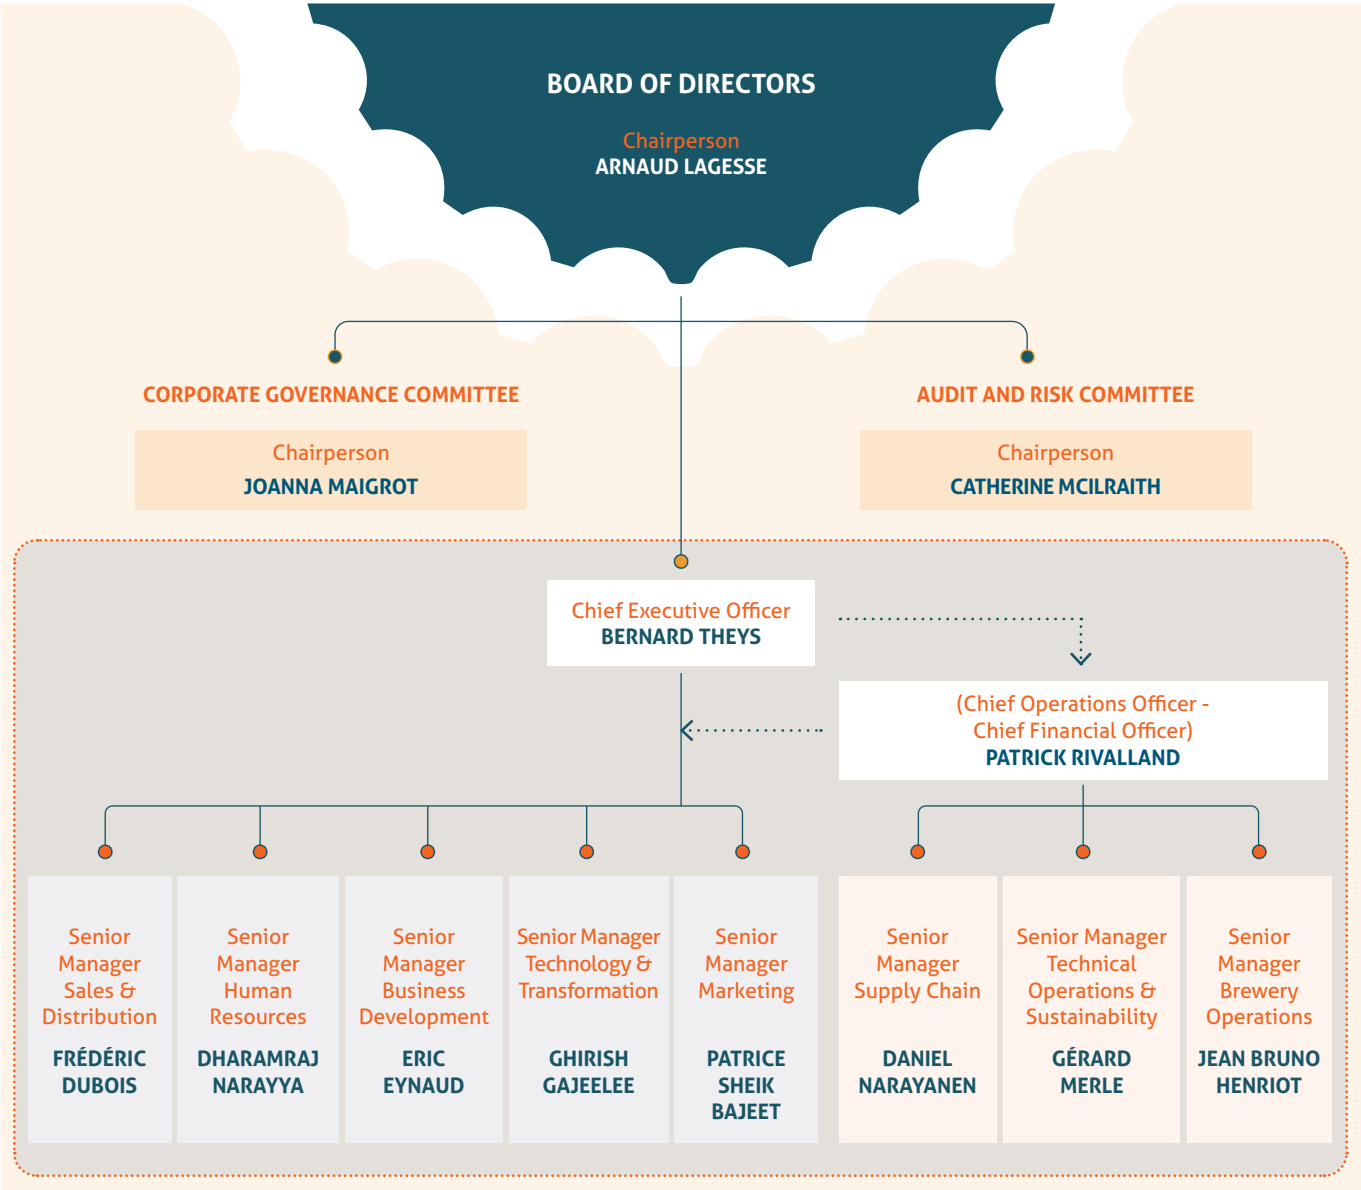 BOARD OF DIRECTORS
Chairperson
ARNAUD LAGESSE
CORPORATE GOVERNANCE COMMITTEE
Chairperson
JOANNA MAIGROT
AUDIT AND RISK COMMITTEE
Chairperson
CATHERINE MCILRAITH
Chief Executive Officer
BERNARD THEYS
(Chief Operations Officer -
Chief Financial Officer)
PATRICK RIVALLAND
Senior
Manager
Sales &
Distribution
FRÉDÉRIC
DUBOIS
Senior
Manager
Human
Resources
DHARAMRAJ
NARAYYA
Senior
Manager
Business
Development
ERIC
EYNAUD
Senior Manager
Technology &
Transformation
GHIRISH
GAJEELEE
Senior
Manager
Marketing
PATRICE
SHEIK
BAJEET
Senior
Manager
Supply Chain
DANIEL
NARAYANEN
Senior Manager
Technical
Operations &
Sustainability
GÉRARD
MERLE
Senior
Manager
Brewery
Operations
JEAN BRUNO
HENRIOT